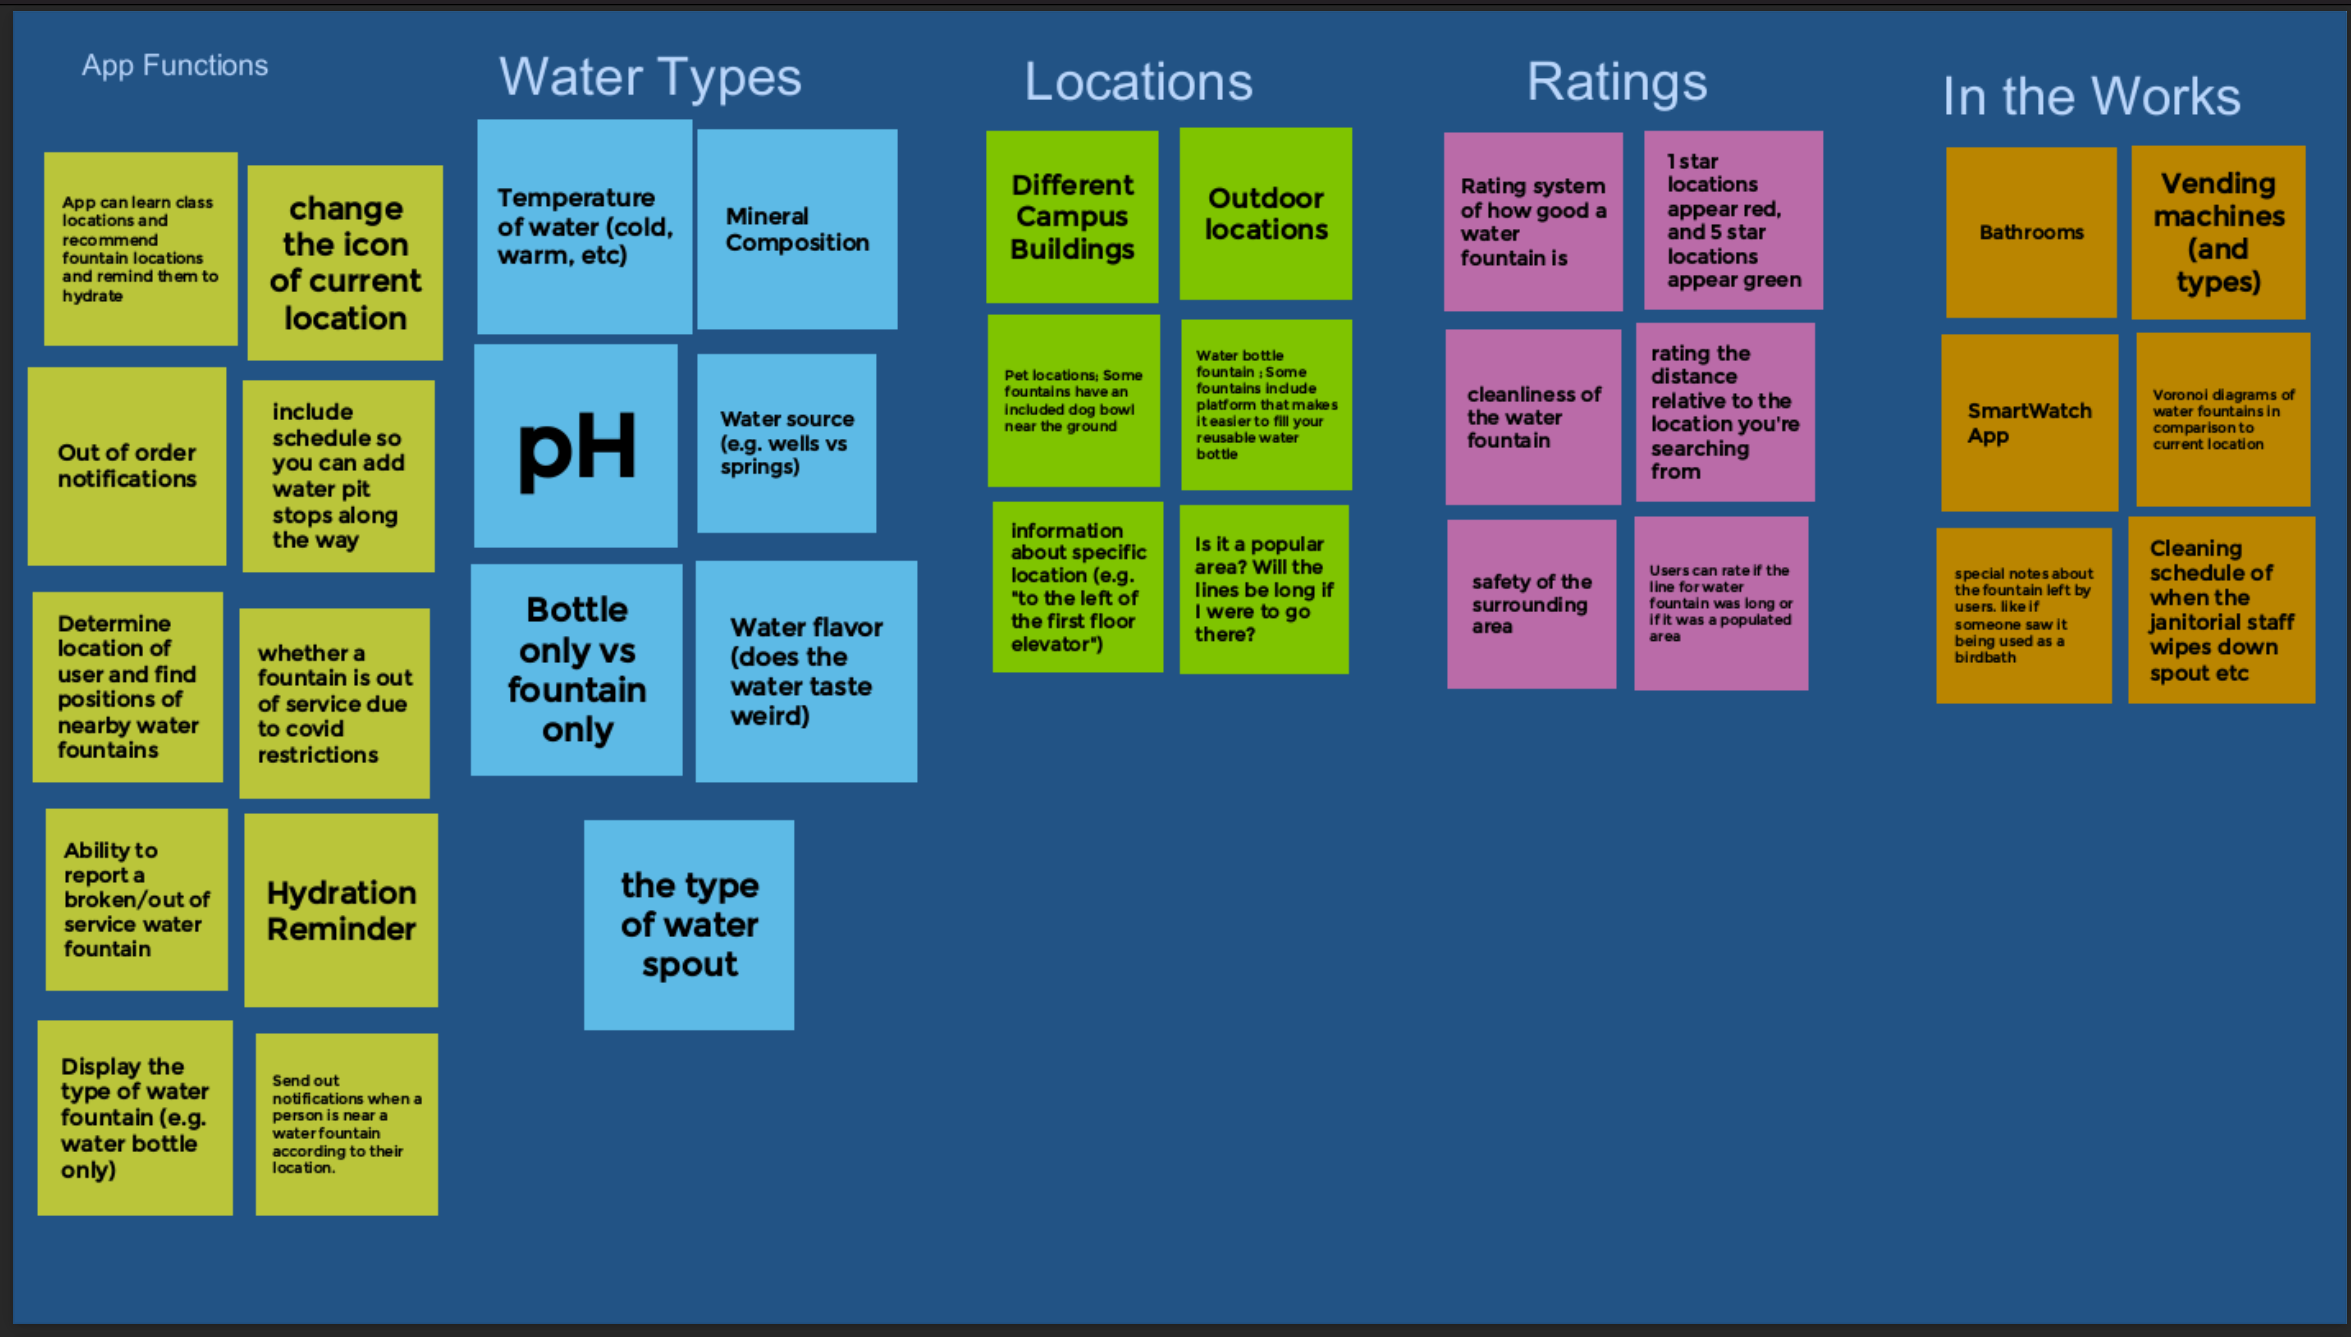 App Functions
App can learn class
locations and
recommend
fountain locations
and remind them to
hydrate
change
the icon
of current
location
Out of order
notifications
include
schedule so
you can add
water pit
stops along
the way
Determine
location of
user and find
positions of
nearby water
fountains
whether a
fountain is out
of service due
to covid
restrictions
Ability to
report a
broken/out of
service water
fountain
Hydration
Reminder
Display the
type of water
fountain (e.g.
water bottle
only)
Send out
notifications when a
person is near a
water fountain
according to their
location.
Water Types
Temperature
of water (cold,
warm, etc)
Mineral
Composition
pH
Water source
(e.g. wells vs
springs)
Bottle
only vs
fountain
only
Water flavor
(does the
water taste
weird)
the type
of water
spout
Locations
Different
Campus
Buildings
Outdoor
locations
Pet locations; Some
fountains have an
included dog bowl
near the ground
Water bottle
fountain ; Some
fountains include
platform that makes
it easier to fill your
reusable water
bottle
information
about specific
location (e.g.
"to the left of
the first floor
elevator")
Is it a popular
area? Will the
lines be long if
I were to go
there?
Ratings
Rating system
of how good a
water
fountain is
1 star
locations
appear red,
and 5 star
locations
appear green
cleanliness of
the water
fountain
rating the
distance
relative to the
location you're
searching
from
safety of the
surrounding
area
Users can rate if the
line for water
fountain was long or
if it was a populated
area
In the Works
Bathrooms
Vending
machines
(and
types)
SmartWatch
App
Voronoi diagrams of
water fountains in
comparison to
current location
special notes about
the fountain left by
users. like if
someone saw it
being used as a
birdbath
Cleaning
schedule of
when the
janitorial staff
wipes down
spout etc